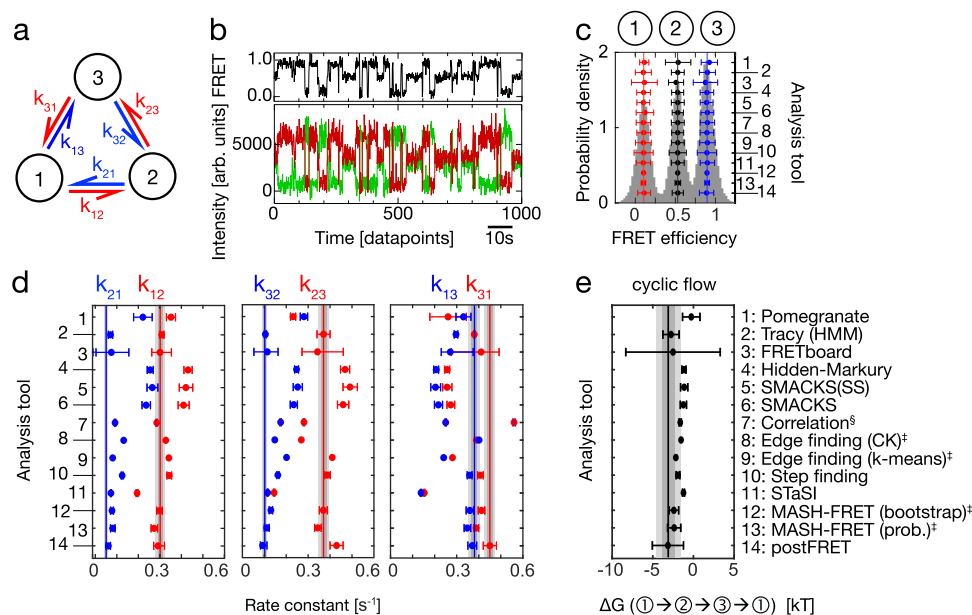 a
3
k31
k13
k23
k32
1
k21
2
k12
b
FRET
1.0
0.0
Intensity [arb. units]
5000
0
0
500
1000
Time [datapoints]
10s
c
1
2
3
Probability density
2
1
0
0
0.5
1
FRET efficiency
1
2
3
4
5
6
7
8
9
10
11
12
13
14
Analysis tool
d
k21
k12
k32
k23
k13
k31
Analysis tool
1
2
3
4
5
6
7
8
9
10
11
12
13
14
0
0.3
0.6
0
0.3
0.6
0
0.3
0.6
Rate constant [s-1]
e
cyclic flow
Analysis tool
-10
-5
0
5
ΔG (①→②→③→①) [kT]
1: Pomegranate
2: Tracy (HMM)
3: FRETboard
4: Hidden-Markury
5: SMACKS(SS)
6: SMACKS
7: Correlation§
8: Edge finding (CK)‡
9: Edge finding (k-means)‡
10: Step finding
11: STaSI
12: MASH-FRET (bootstrap)‡
13: MASH-FRET (prob.)‡
14: postFRET